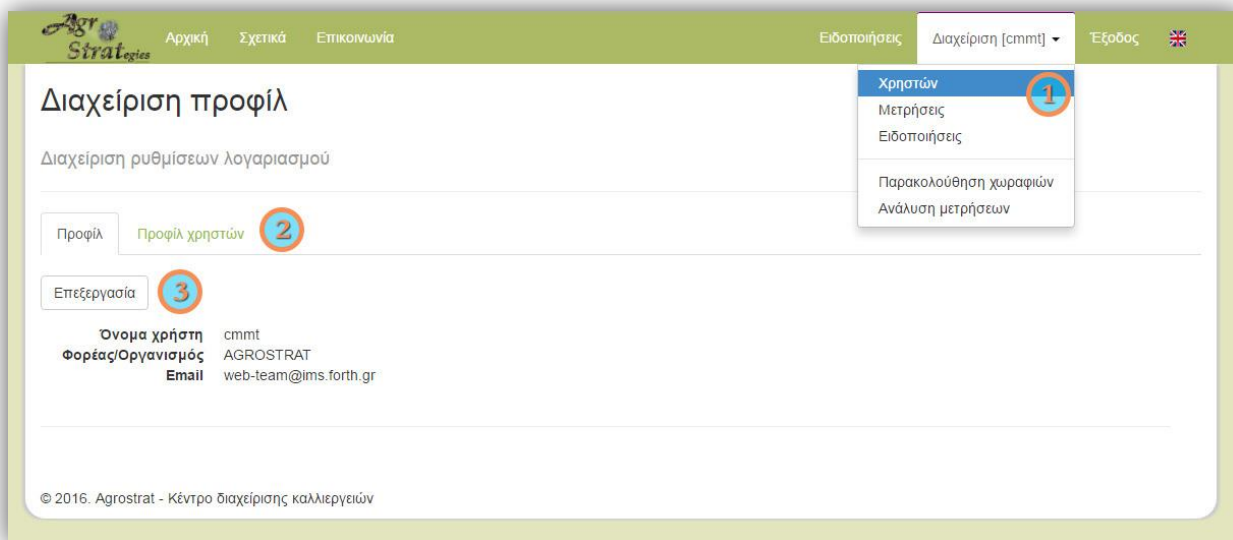 Agr
Strategies
Αρχική Σχετικά Επικοινωνία Ειδοποιήσεις Διαχείριση [cmmt] Έξοδος
Χρηστών 1
Μετρήσεις
Ειδοποιήσεις
Παρακολούθηση χωραφιών
Ανάλυση μετρήσεων
Διαχείριση προφίλ
Διαχείριση ρυθμίσεων λογαριασμού
Προφίλ Προφίλ χρηστών 2
Επεξεργασία 3
Όνομα χρήστη cmmt
Φορέας/Οργανισμός AGROSTRAT
Email web-team@ims.forth.gr
© 2016. Agrostrat - Κέντρο διαχείρισης καλλιεργειών